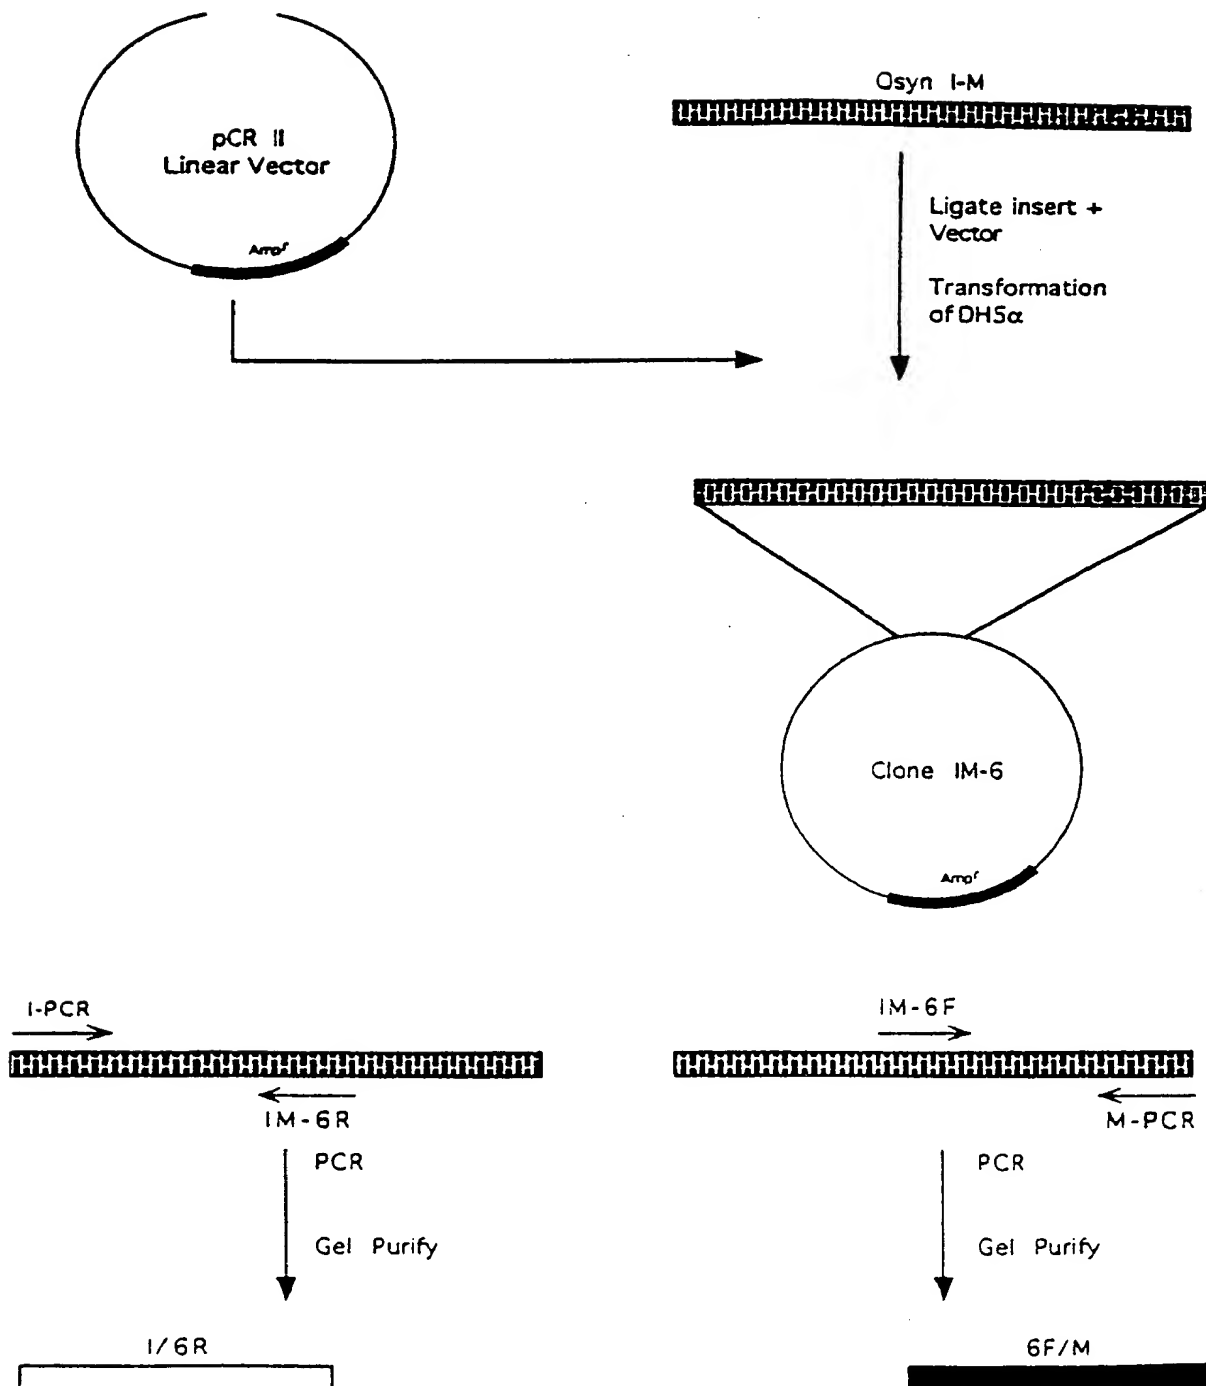 pCR II
Linear Vector
Ampr
Osyn I-M
Ligate insert +
Vector
Transformation
of DH5α
Clone IM-6
Ampr
I-PCR
IM-6R
PCR
Gel Purify
I/6R
IM-6F
M-PCR
PCR
Gel Purify
6F/M